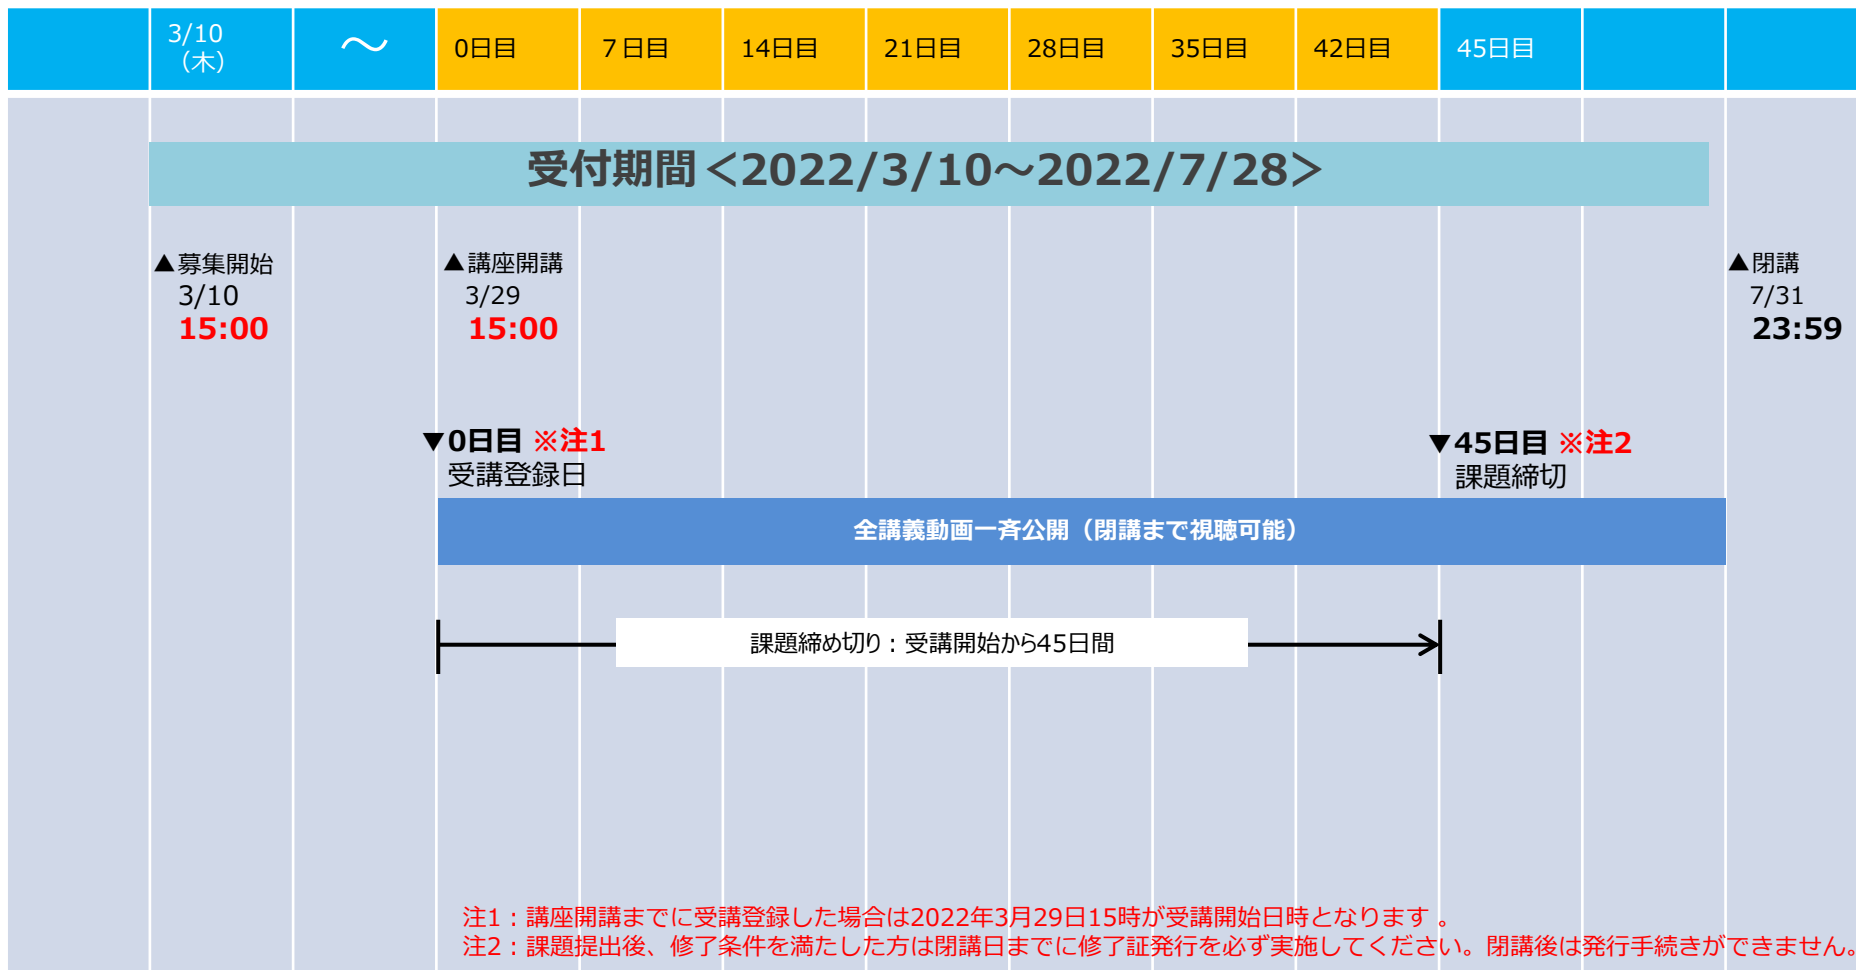 3/10
（木）
～
0日目
７日目
14日目
21日目
28日目
35日目
42日目
45日目
受付期間＜2022/3/10～2022/7/28＞
▲募集開始
3/10
15:00
▲講座開講
3/29
15:00
▲閉講
7/31
23:59
▼0日目 ※注1
受講登録日
▼45日目 ※注2
課題締切
全講義動画一斉公開（閉講まで視聴可能）
課題締め切り：受講開始から45日間
注1：講座開講までに受講登録した場合は2022年3月29日15時が受講開始日時となります 。
注2：課題提出後、修了条件を満たした方は閉講日までに修了証発行を必ず実施してください。閉講後は発行手続きができません。